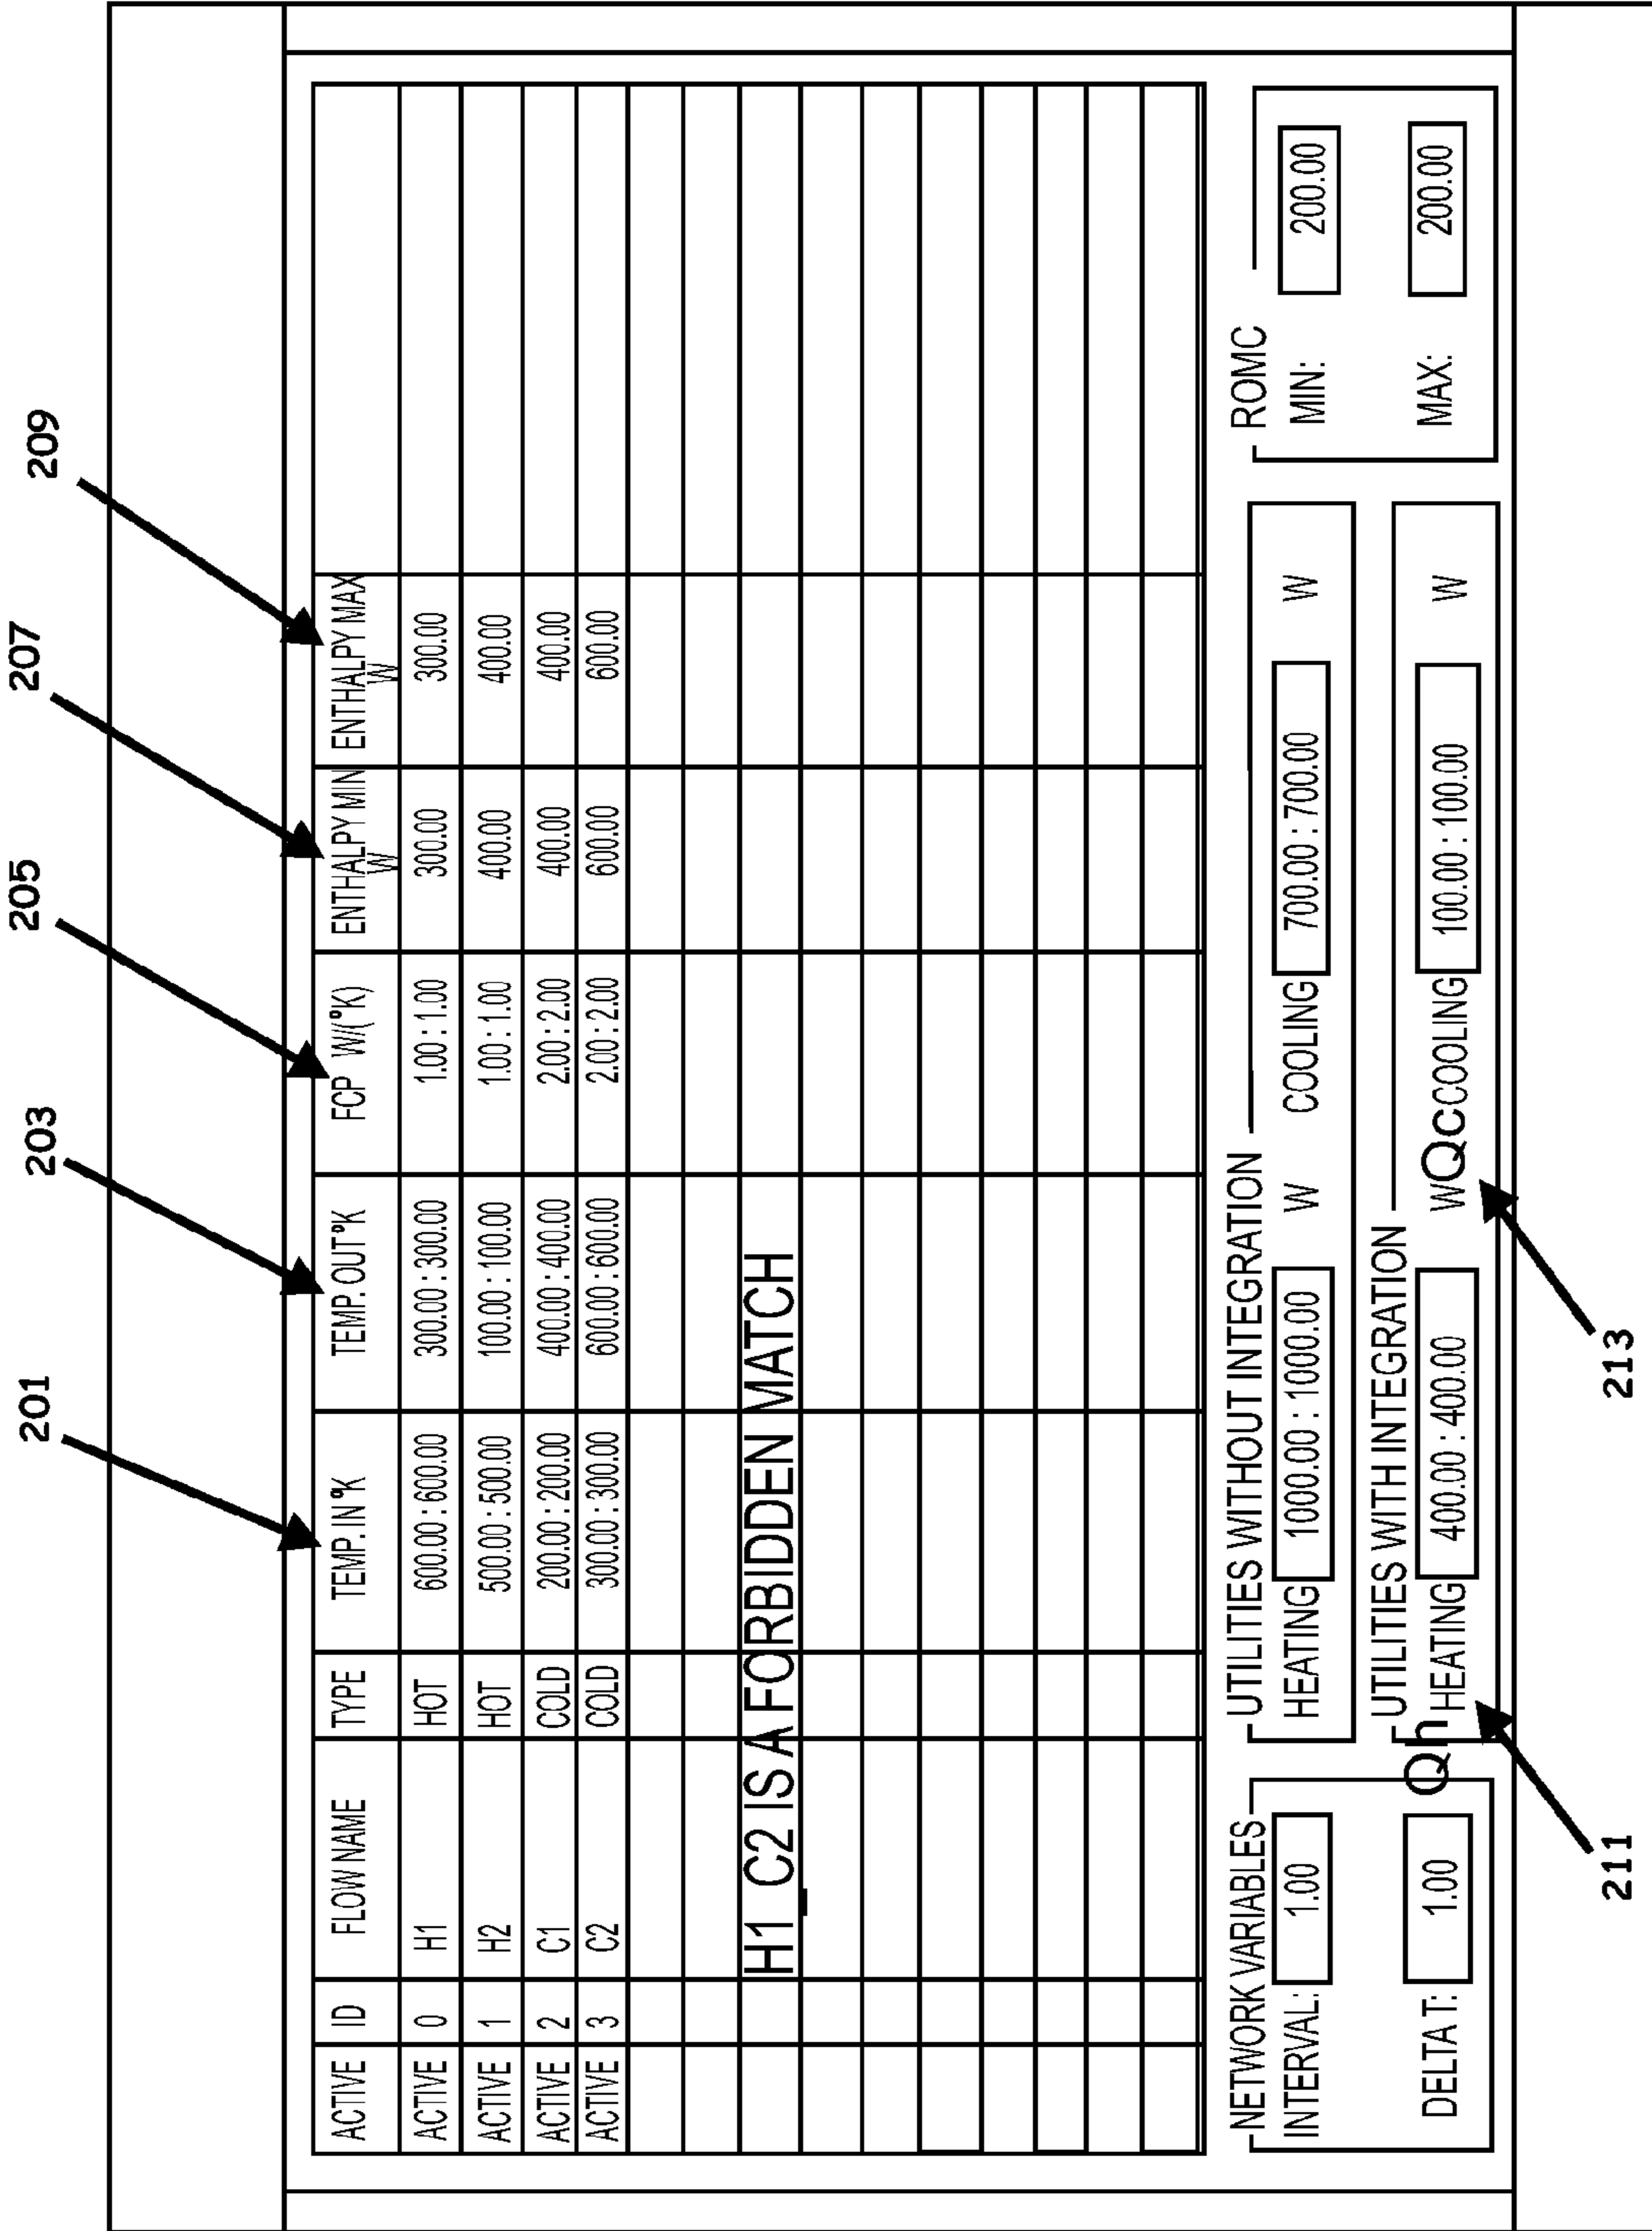 201 203 205 207 209
ACTIVE ID FLOW NAME TYPE TEMP. IN °K TEMP. OUT °K FCP W/(°K) ENTHALPY MIN W ENTHALPY MAX W
ACTIVE 0 H1 HOT 600.00 : 600.00 300.00 : 300.00 1.00 : 1.00 300.00 300.00
ACTIVE 1 H2 HOT 500.00 : 500.00 100.00 : 100.00 1.00 : 1.00 400.00 400.00
ACTIVE 2 C1 COLD 200.00 : 200.00 400.00 : 400.00 2.00 : 2.00 400.00 400.00
ACTIVE 3 C2 COLD 300.00 : 300.00 600.00 : 600.00 2.00 : 2.00 600.00 600.00
H1_C2 IS A FORBIDDEN MATCH
NETWORK VARIABLES UTILITIES WITHOUT INTEGRATION ROMC
INTERVAL: 1.00 HEATING 1000.00 : 1000.00 W COOLING 700.00 : 700.00 W MIN: 200.00
UTILITIES WITH INTEGRATION
DELTA T: 1.00 Qh HEATING 400.00 : 400.00 W Qc COOLING 100.00 : 100.00 W MAX: 200.00
211 213